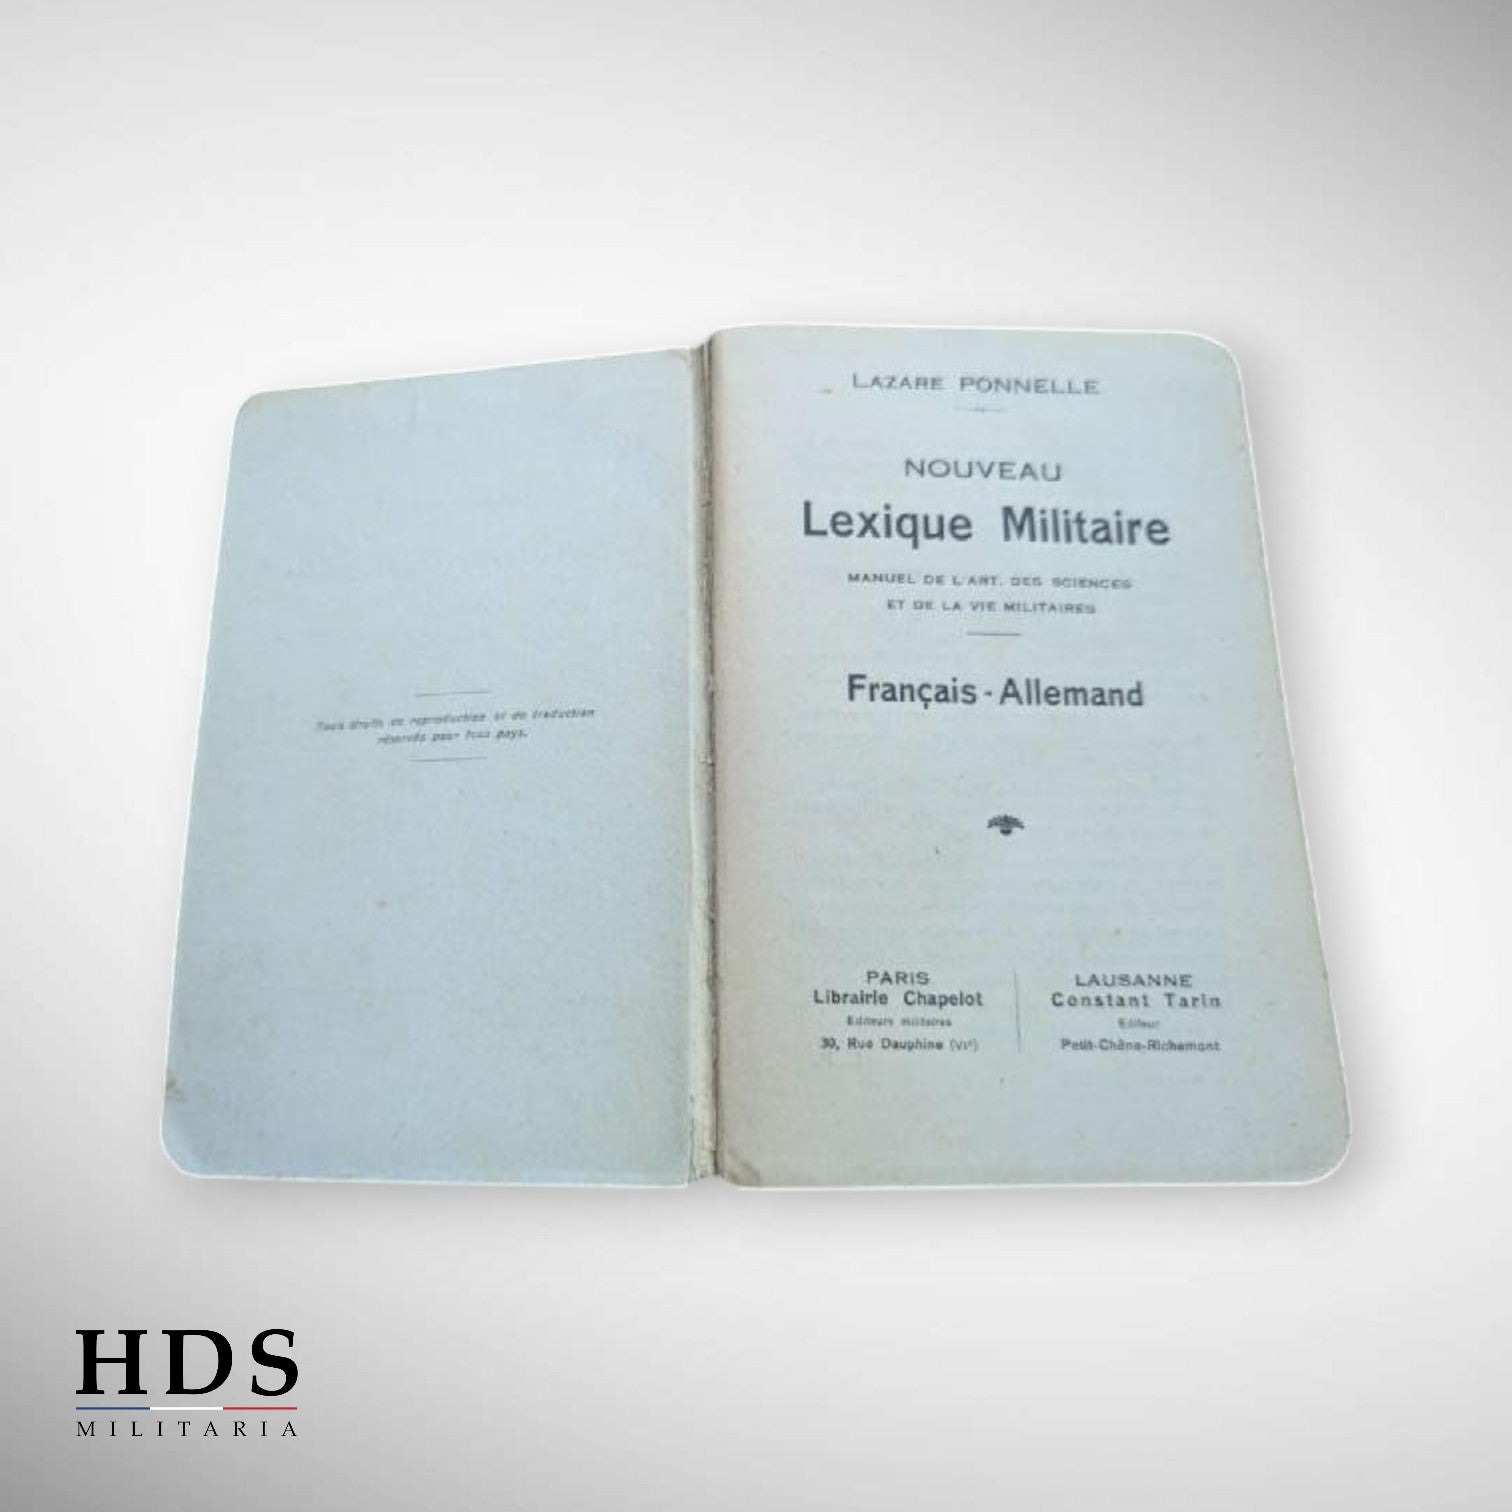 Tous droits de reproduction et de traduction
réservés pour tous pays.
LAZARE PONNELLE
NOUVEAU
Lexique Militaire
MANUEL DE L'ART, DES SCIENCES
ET DE LA VIE MILITAIRES
Français - Allemand
PARIS
Librairie Chapelot
Editeurs militaires
30, Rue Dauphine (VIe)
LAUSANNE
Constant Tarin
Editeur
Petit-Chêne-Richemont
HDS
MILITARIA